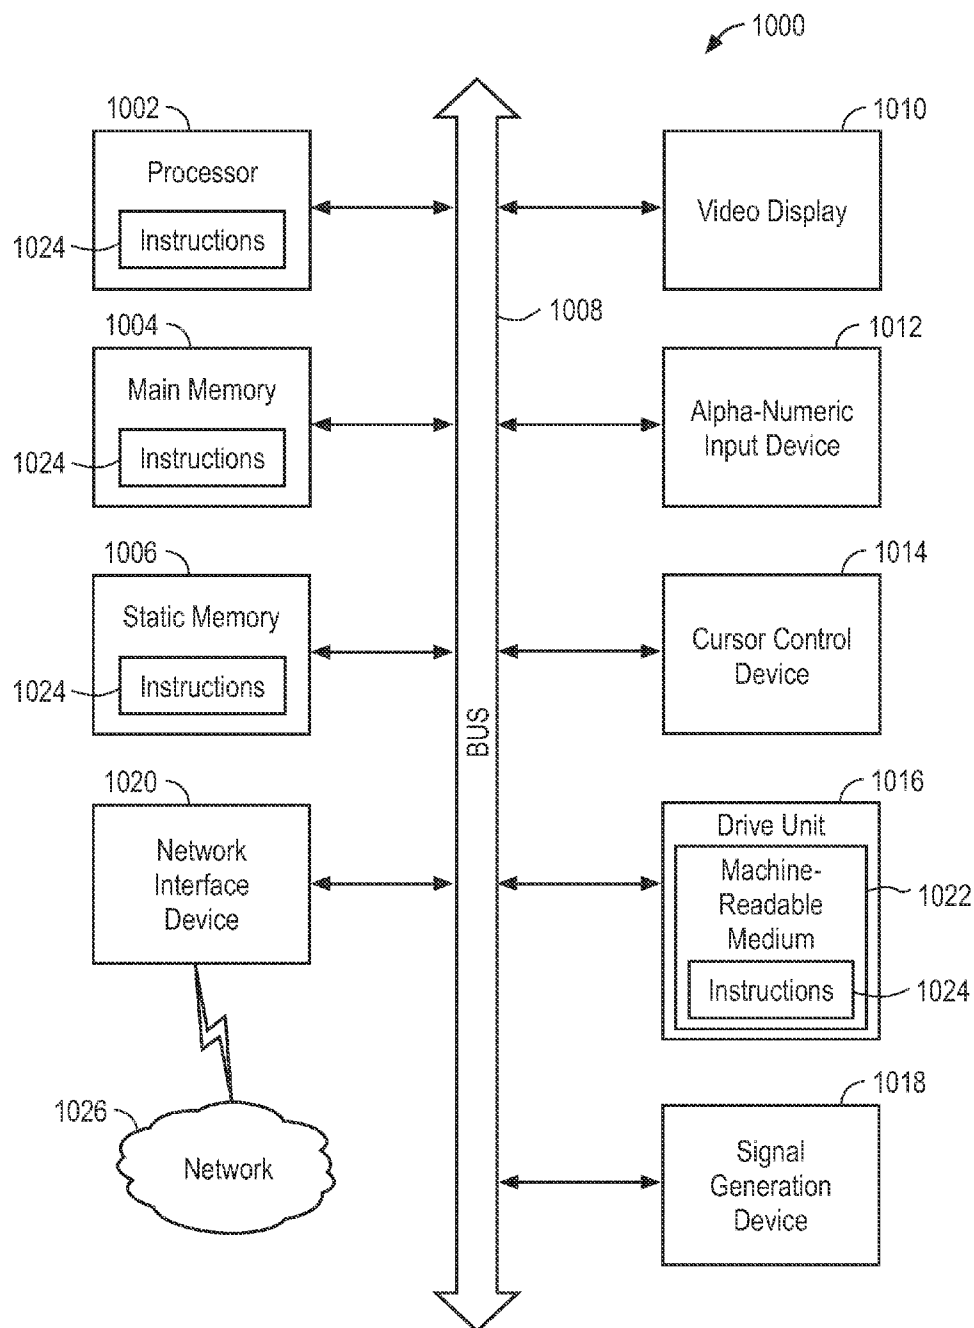 1000
1002
Processor
1024
Instructions
1004
Main Memory
1024
Instructions
1006
Static Memory
1024
Instructions
1020
Network
Interface
Device
1026
Network
1008
BUS
1010
Video Display
1012
Alpha-Numeric
Input Device
1014
Cursor Control
Device
1016
Drive Unit
Machine-
Readable
Medium
1022
Instructions
1024
1018
Signal
Generation
Device